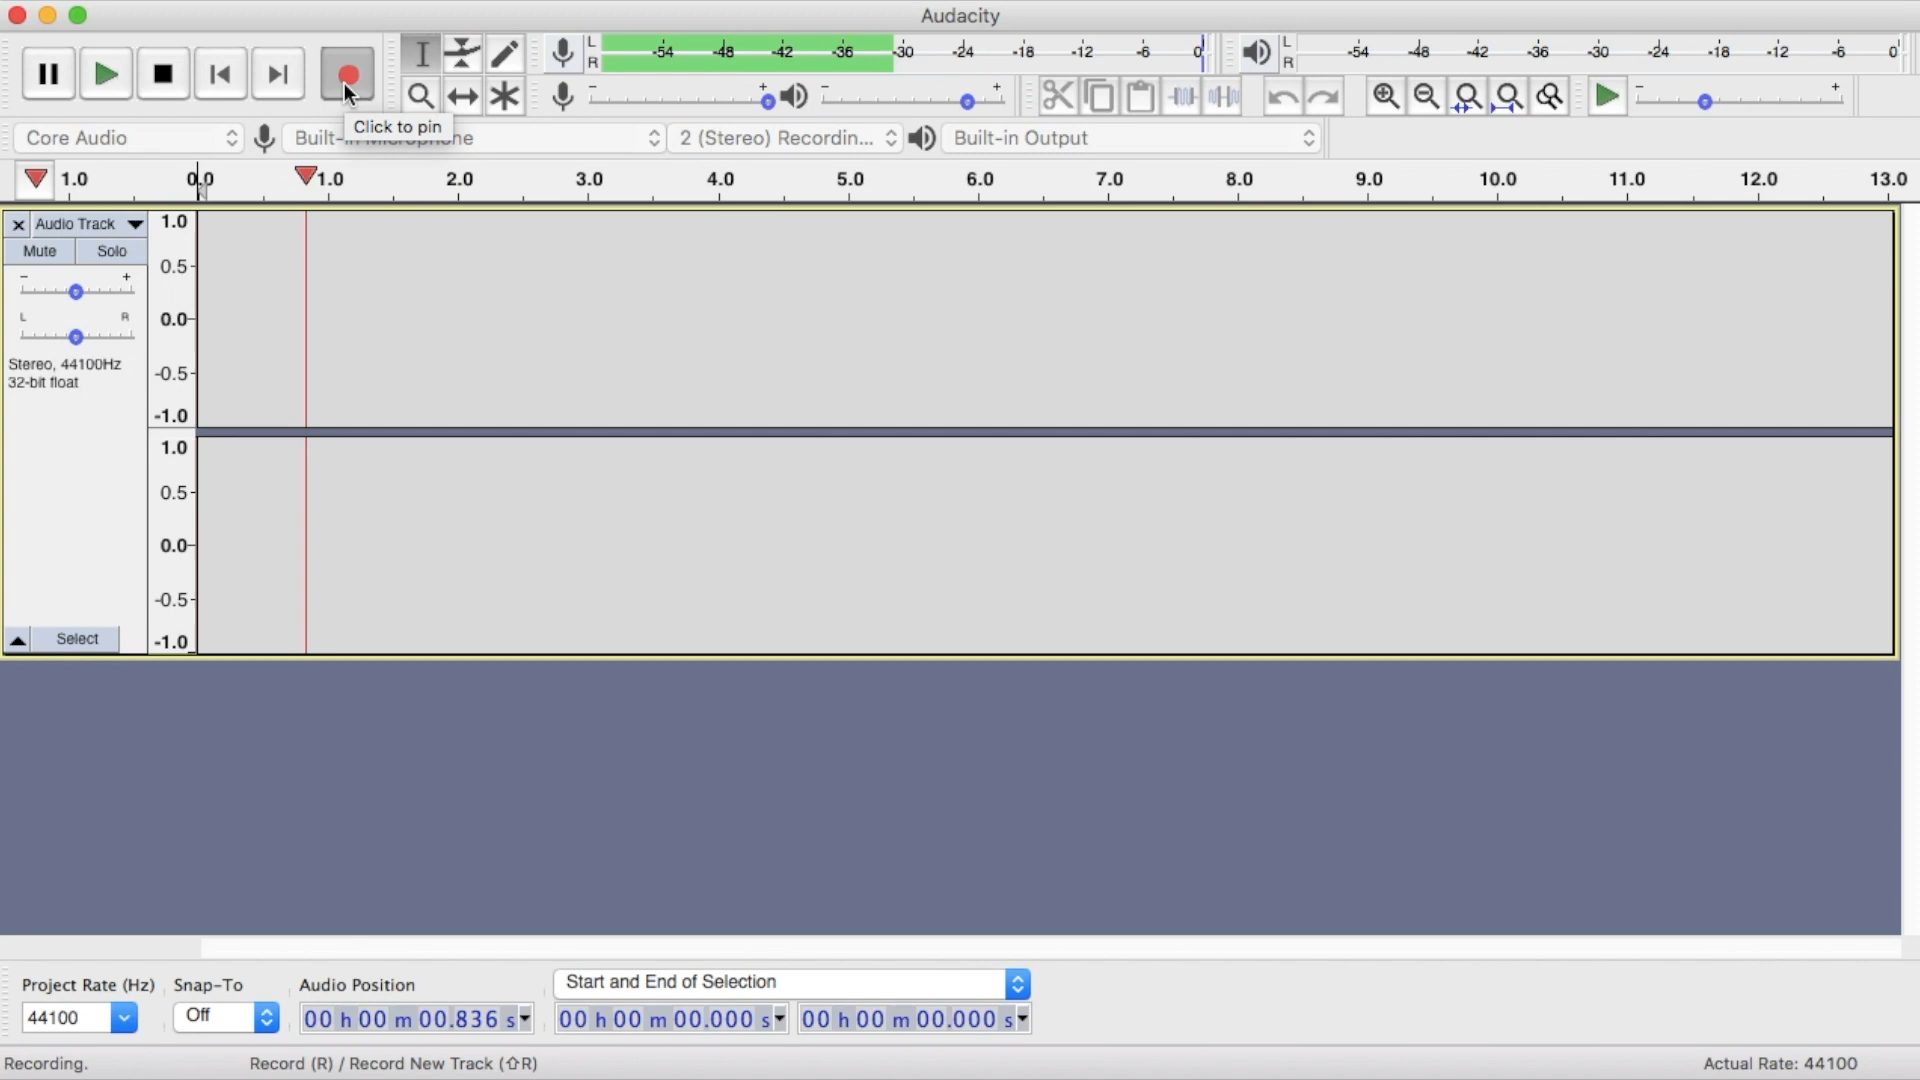 Audacity
L
R
-54 -48 -42 -36 -30 -24 -18 -12 -6 0
L
R
-54 -48 -42 -36 -30 -24 -18 -12 -6 0
- +
- +
- +
Click to pin
Core Audio
2 (Stereo) Recordin...
Built-in Output
1.0 0.0 1.0 2.0 3.0 4.0 5.0 6.0 7.0 8.0 9.0 10.0 11.0 12.0 13.0
Audio Track
Mute Solo
- +
L R
Stereo, 44100Hz
32-bit float
Select
1.0
0.5-
0.0-
-0.5-
-1.0
1.0
0.5-
0.0-
-0.5-
-1.0
Project Rate (Hz) Snap-To Audio Position Start and End of Selection
44100 Off 00 h 00 m 00.836 s 00 h 00 m 00.000 s 00 h 00 m 00.000 s
Recording. Record (R) / Record New Track (⇧R) Actual Rate: 44100